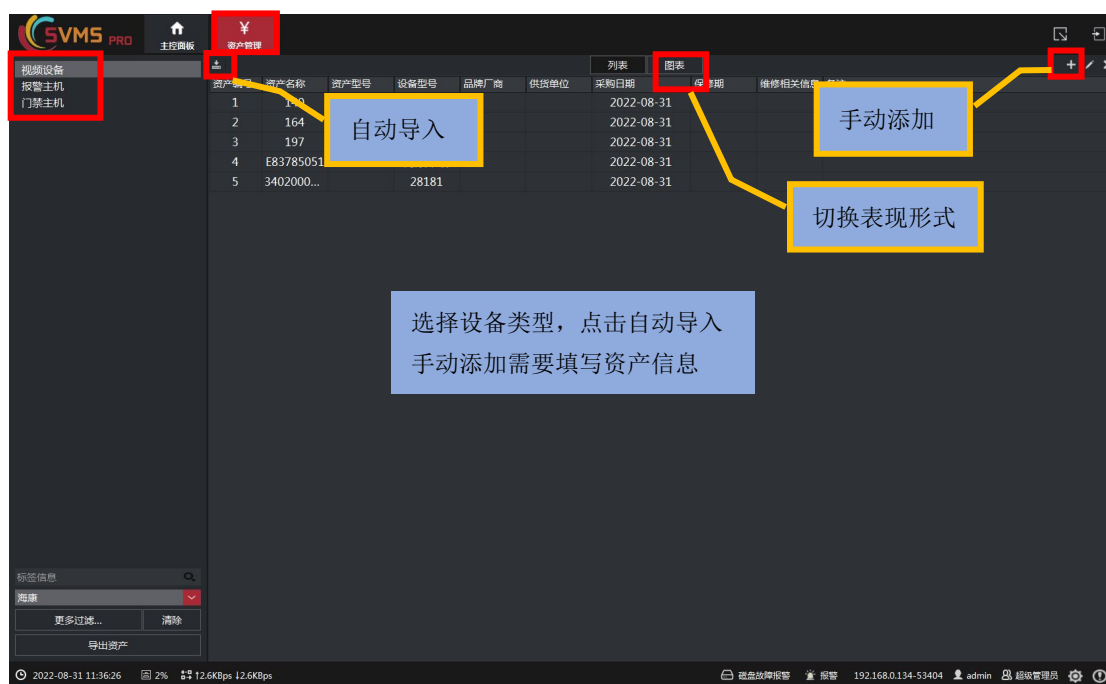 SVMS PRO
主控面板
资产管理
视频设备
报警主机
门禁主机
列表 图表
资产名称 资产型号 设备型号 品牌厂商 供货单位 采购日期 维修相关信息
1 2022-08-31
2 164 2022-08-31
3 197 2022-08-31
4 E83785051 2022-08-31
5 3402000... 28181 2022-08-31
自动导入
手动添加
切换表现形式
选择设备类型，点击自动导入
手动添加需要填写资产信息
标签信息
海康
更多过滤... 清除
导出资产
2022-08-31 11:36:26 2% ↑2.6KBps ↓2.6KBps 磁盘故障报警 报警 192.168.0.134-53404 admin 超级管理员